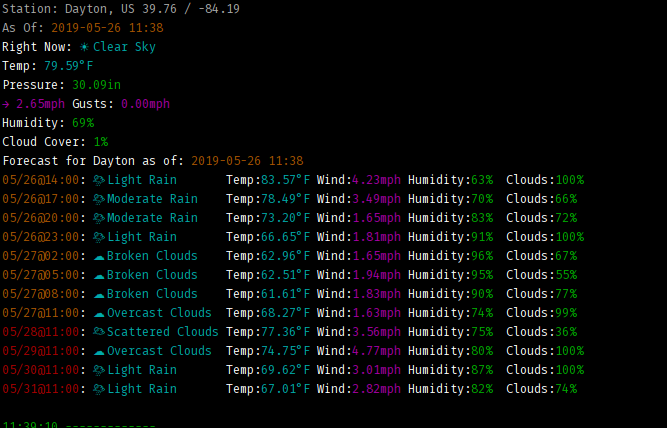 Station: Dayton, US 39.76 / -84.19
As Of: 2019-05-26 11:38
Right Now: ☀ Clear Sky
Temp: 79.59°F
Pressure: 30.09in
→ 2.65mph Gusts: 0.00mph
Humidity: 69%
Cloud Cover: 1%
Forecast for Dayton as of: 2019-05-26 11:38
05/26@14:00: Light Rain Temp:83.57°F Wind:4.23mph Humidity:63% Clouds:100%
05/26@17:00: Moderate Rain Temp:78.49°F Wind:3.49mph Humidity:70% Clouds:66%
05/26@20:00: Moderate Rain Temp:73.20°F Wind:1.65mph Humidity:83% Clouds:72%
05/26@23:00: Light Rain Temp:66.65°F Wind:1.81mph Humidity:91% Clouds:100%
05/27@02:00: ☁ Broken Clouds Temp:62.96°F Wind:1.65mph Humidity:96% Clouds:67%
05/27@05:00: ☁ Broken Clouds Temp:62.51°F Wind:1.94mph Humidity:95% Clouds:55%
05/27@08:00: ☁ Broken Clouds Temp:61.61°F Wind:1.83mph Humidity:90% Clouds:77%
05/27@11:00: ☁ Overcast Clouds Temp:68.27°F Wind:1.63mph Humidity:74% Clouds:99%
05/28@11:00: Scattered Clouds Temp:77.36°F Wind:3.56mph Humidity:75% Clouds:36%
05/29@11:00: ☁ Overcast Clouds Temp:74.75°F Wind:4.77mph Humidity:80% Clouds:100%
05/30@11:00: Light Rain Temp:69.62°F Wind:3.01mph Humidity:87% Clouds:100%
05/31@11:00: Light Rain Temp:67.01°F Wind:2.82mph Humidity:82% Clouds:74%
11:39:10 -------------